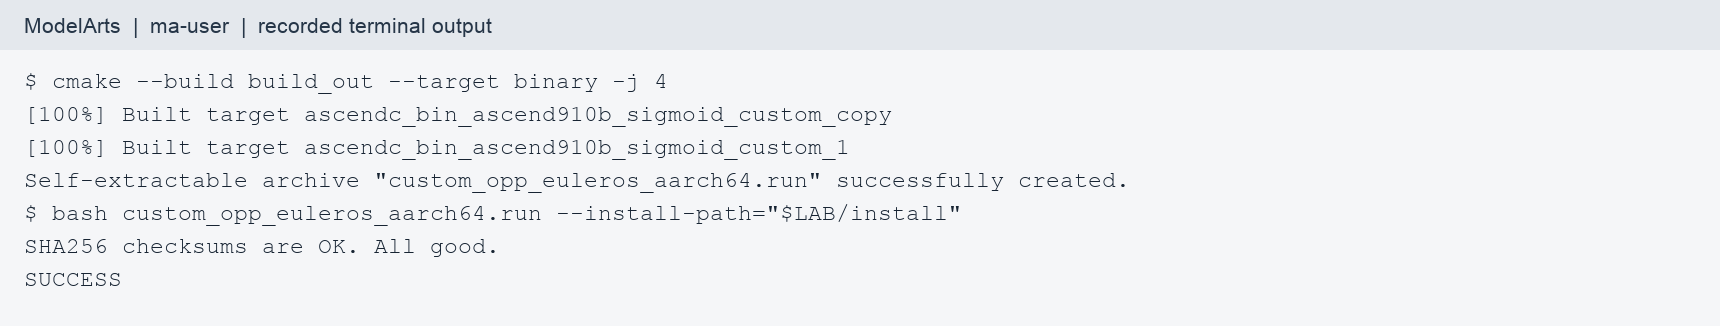 ModelArts | ma-user | recorded terminal output
$ cmake --build build_out --target binary -j 4
[100%] Built target ascendc_bin_ascend910b_sigmoid_custom_copy
[100%] Built target ascendc_bin_ascend910b_sigmoid_custom_1
Self-extractable archive "custom_opp_euleros_aarch64.run" successfully created.
$ bash custom_opp_euleros_aarch64.run --install-path="$LAB/install"
SHA256 checksums are OK. All good.
SUCCESS